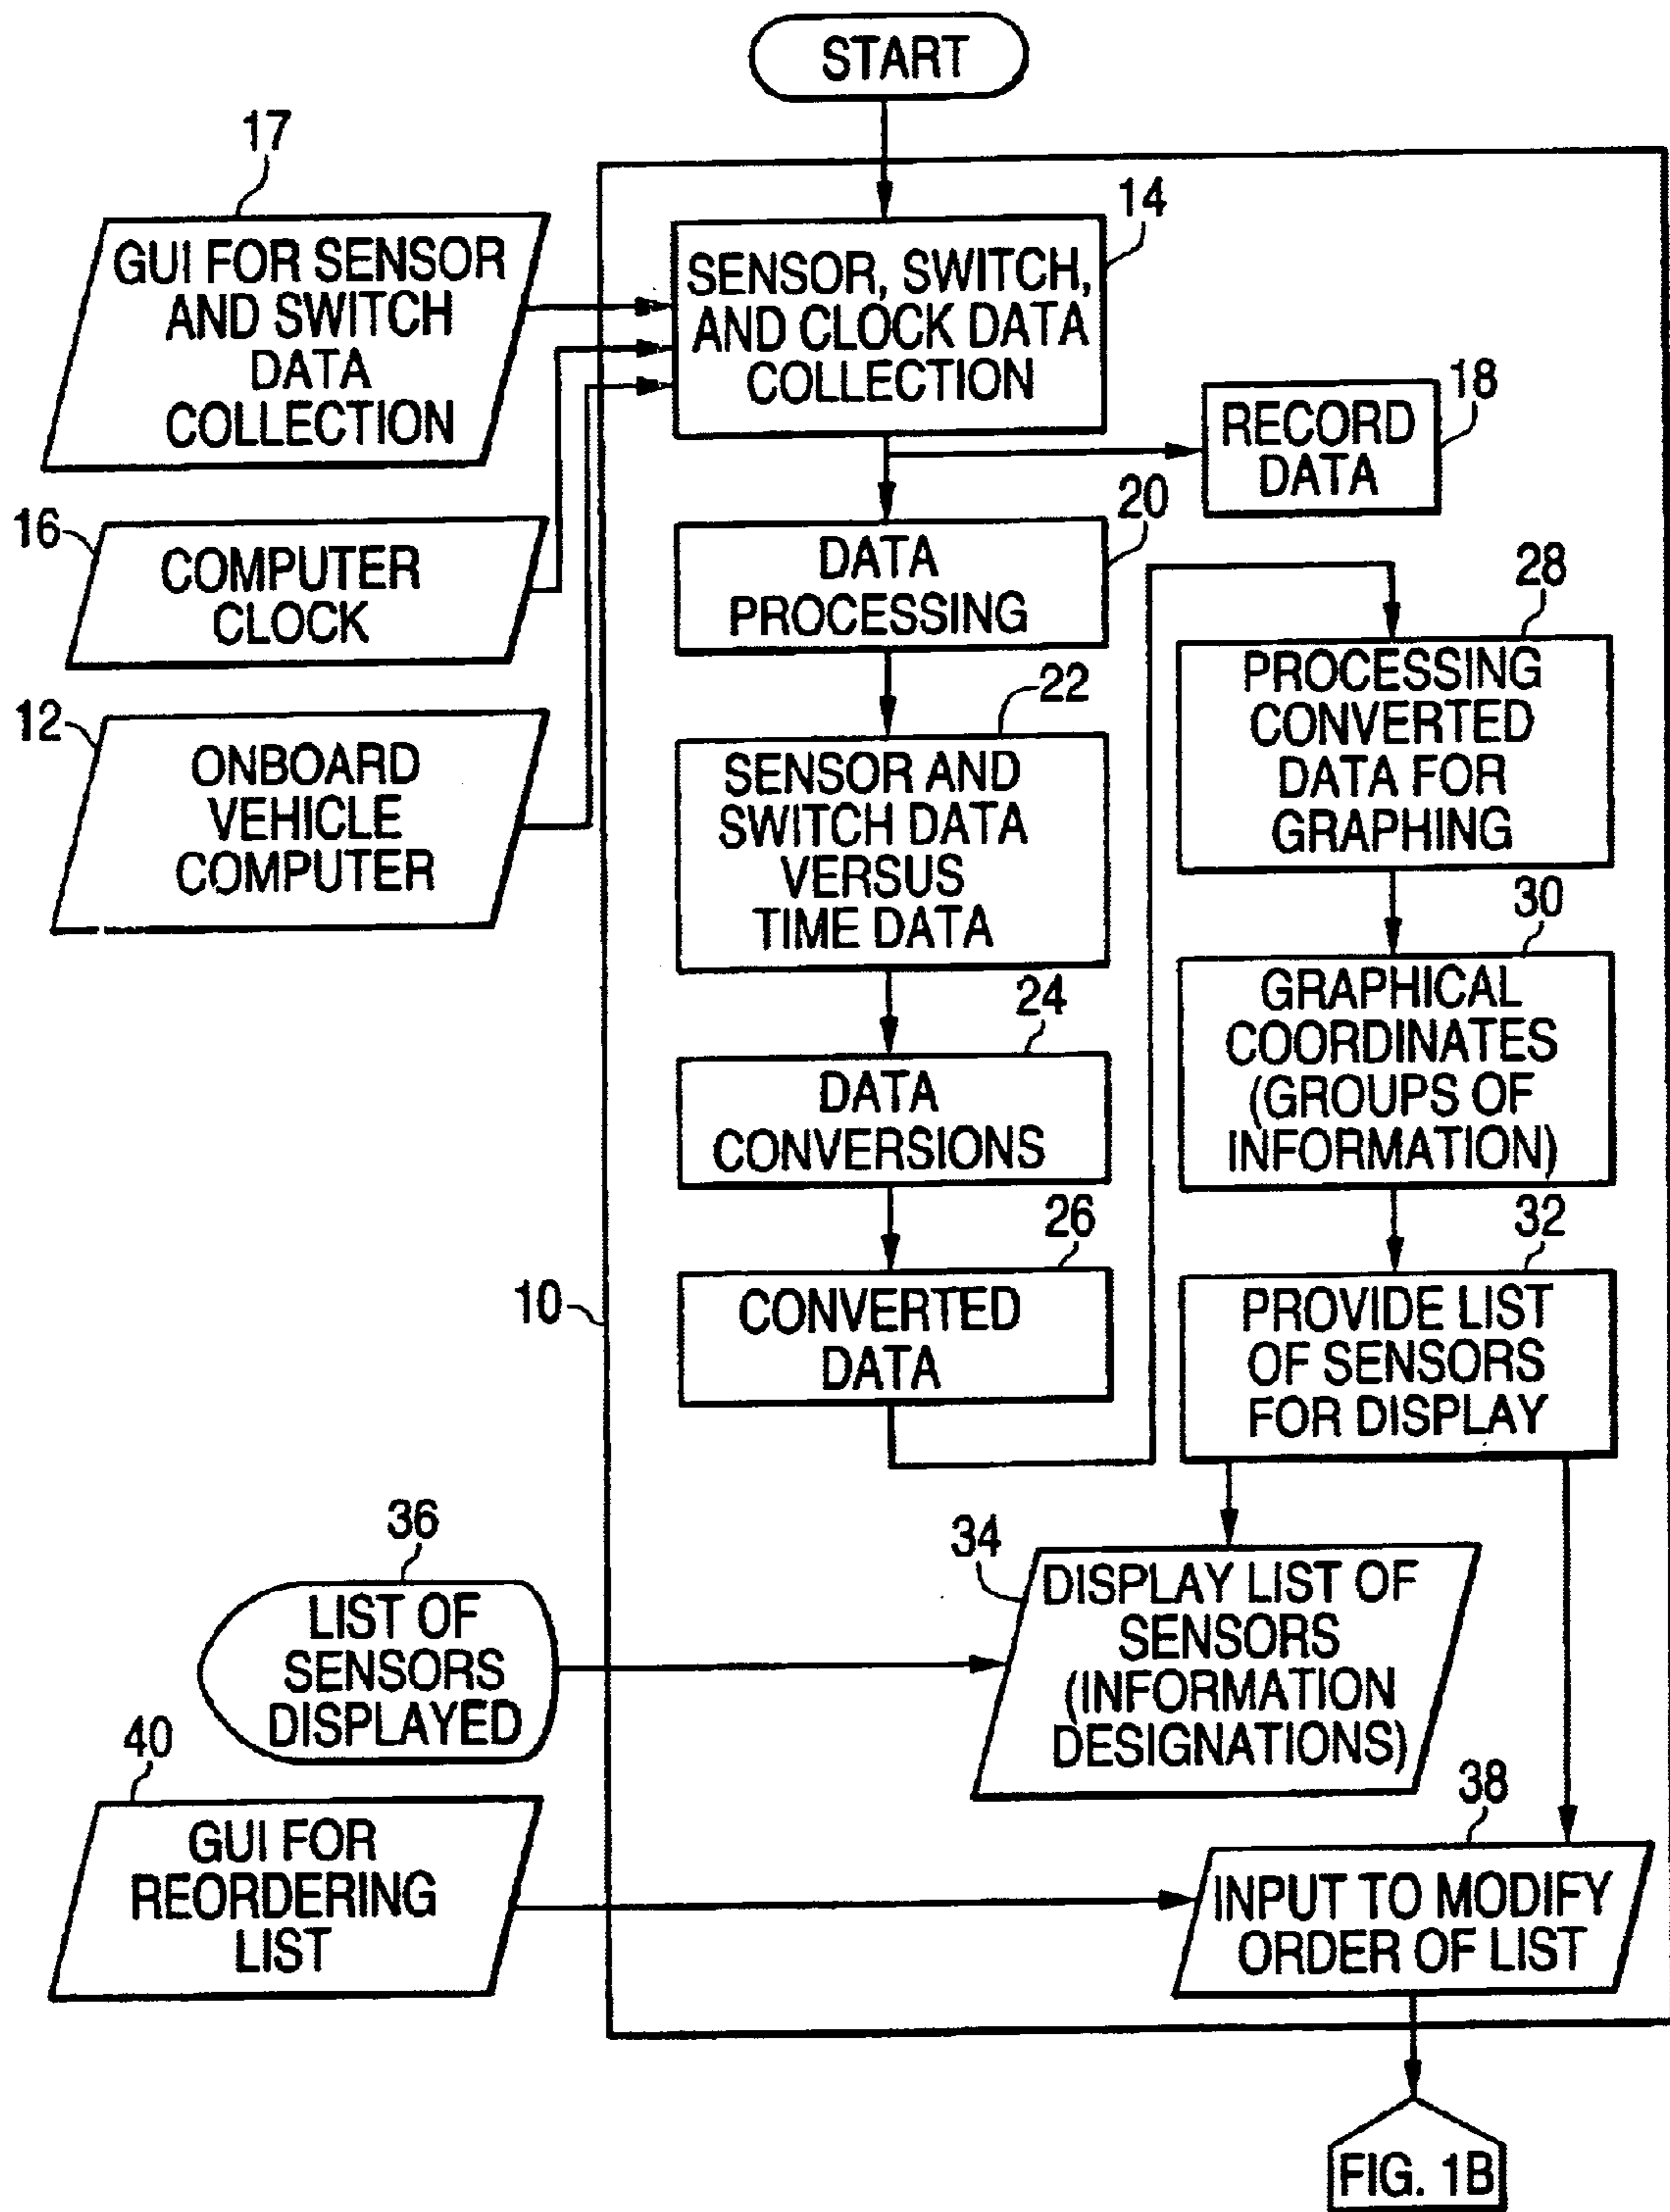 START
17
GUI FOR SENSOR
AND SWITCH
DATA
COLLECTION
14
SENSOR, SWITCH,
AND CLOCK DATA
COLLECTION
18
RECORD
DATA
16
COMPUTER
CLOCK
20
DATA
PROCESSING
28
PROCESSING
CONVERTED
DATA FOR
GRAPHING
12
ONBOARD
VEHICLE
COMPUTER
22
SENSOR AND
SWITCH DATA
VERSUS
TIME DATA
30
GRAPHICAL
COORDINATES
(GROUPS OF
INFORMATION)
24
DATA
CONVERSIONS
26
CONVERTED
DATA
10
32
PROVIDE LIST
OF SENSORS
FOR DISPLAY
36
LIST OF
SENSORS
DISPLAYED
34
DISPLAY LIST OF
SENSORS
(INFORMATION
DESIGNATIONS)
40
GUI FOR
REORDERING
LIST
38
INPUT TO MODIFY
ORDER OF LIST
FIG. 1B